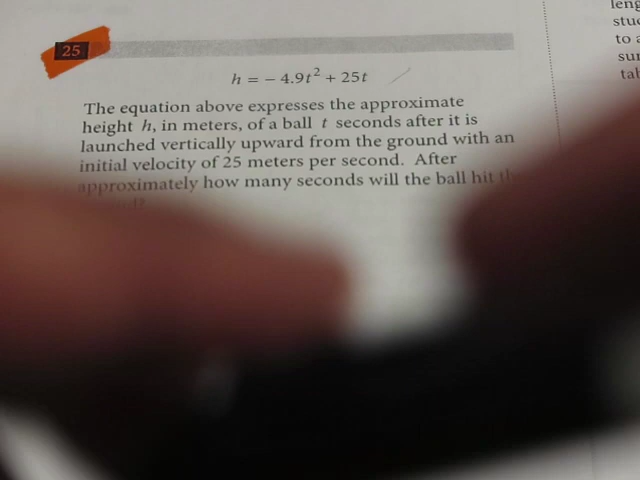 25
h = − 4.9t² + 25t
The equation above expresses the approximate
height h, in meters, of a ball t seconds after it is
launched vertically upward from the ground with an
initial velocity of 25 meters per second. After
approximately how many seconds will the ball hit
to